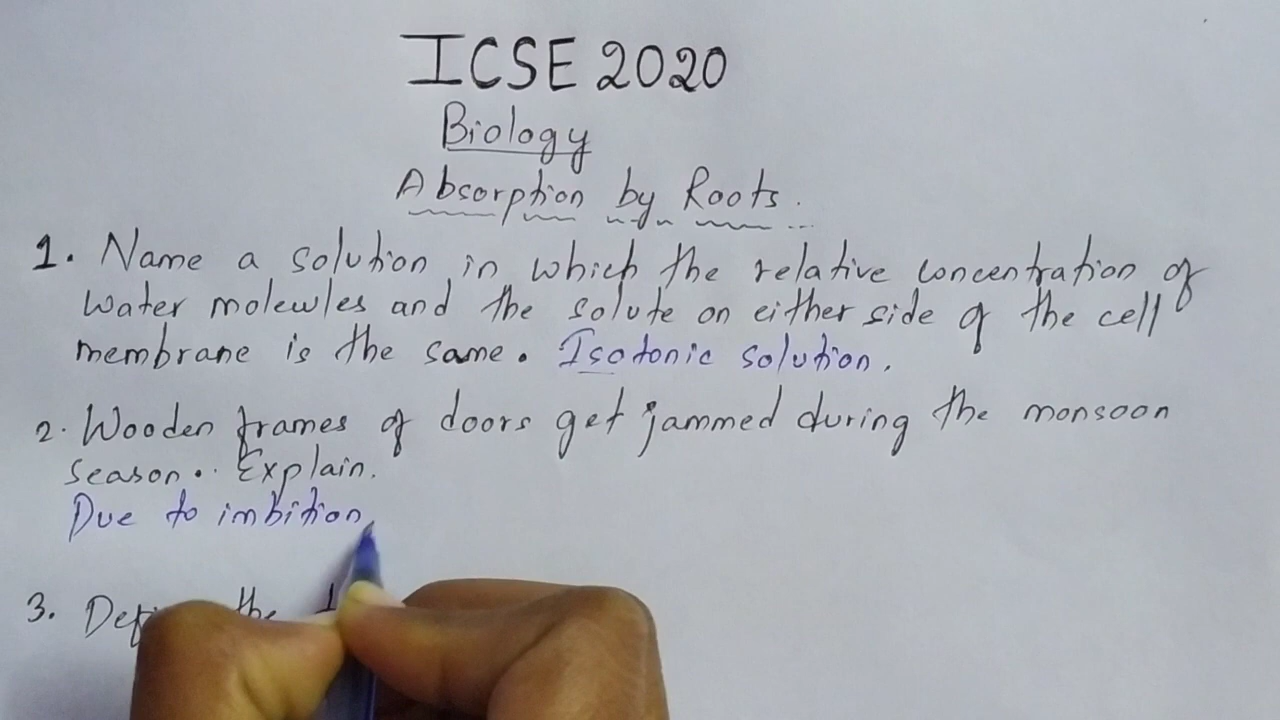 ICSE 2020
Biology
Absorption by Roots.
1. Name a solution in which the relative concentration of
water molecules and the solute on either side of the cell
membrane is the same. Isotonic solution.
2. Wooden frames of doors get jammed during the monsoon
season. Explain.
Due to imbition
3. the